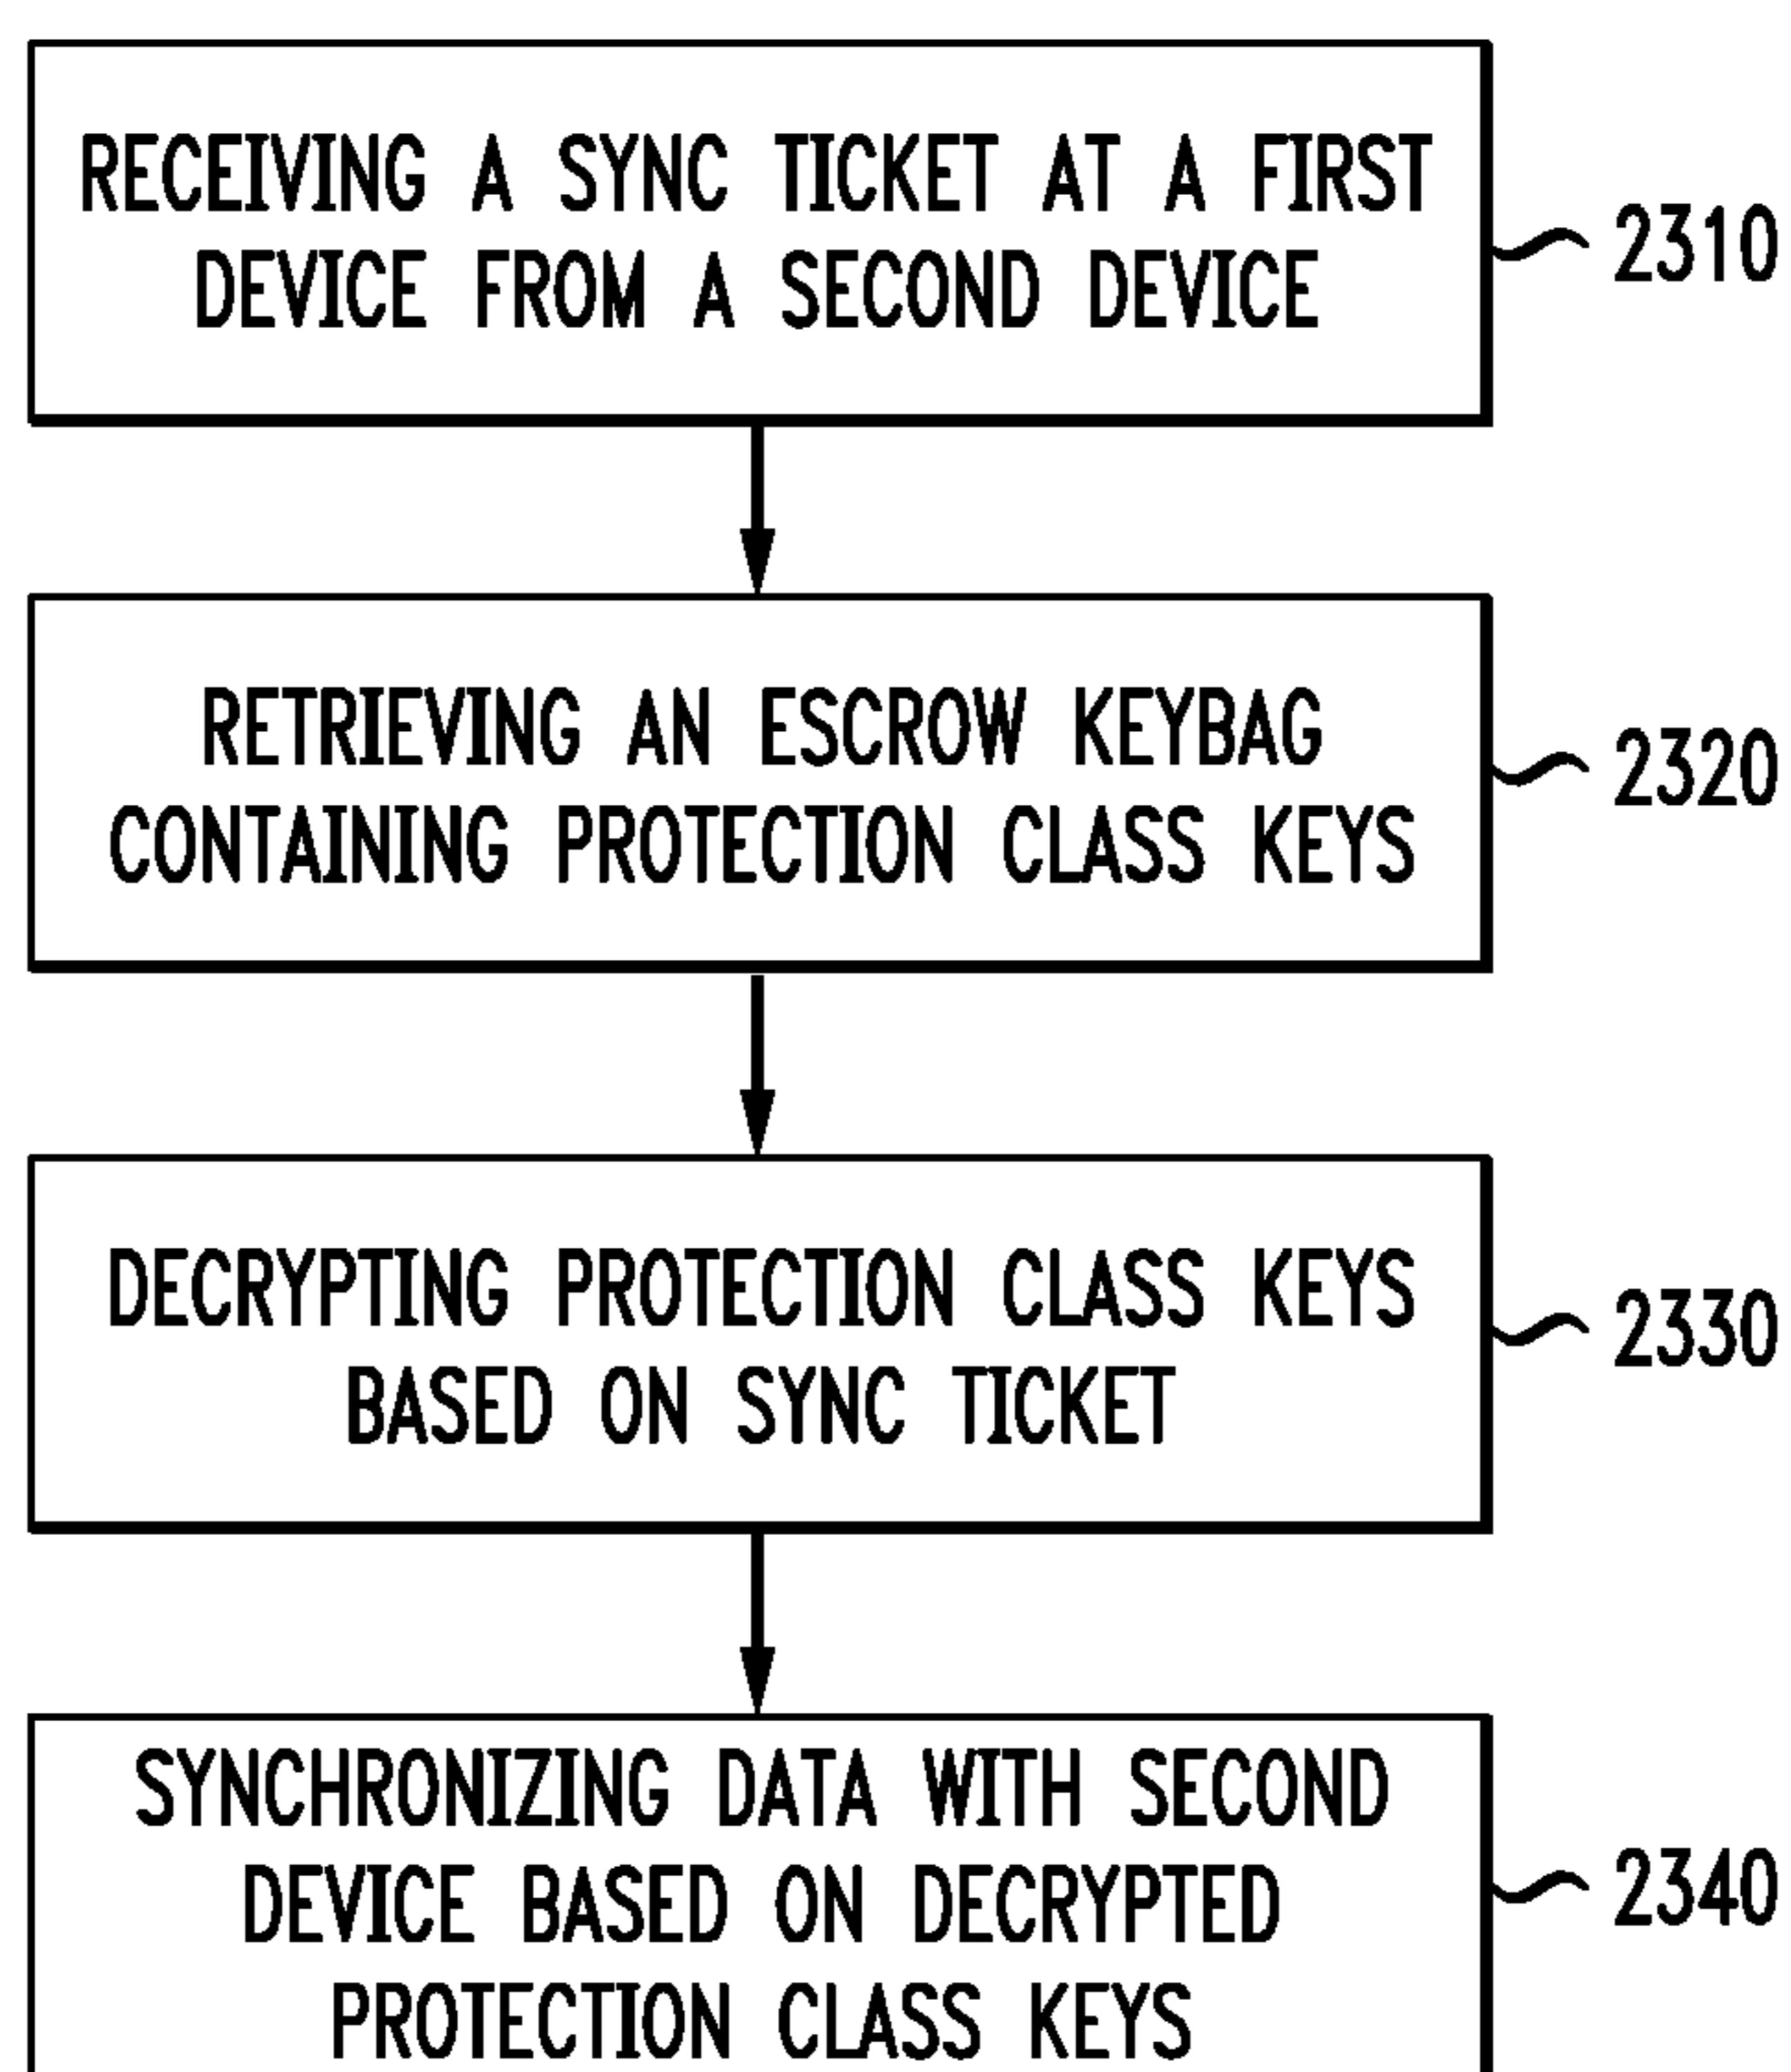 RECEIVING A SYNC TICKET AT A FIRST
DEVICE FROM A SECOND DEVICE
2310
RETRIEVING AN ESCROW KEYBAG
CONTAINING PROTECTION CLASS KEYS
2320
DECRYPTING PROTECTION CLASS KEYS
BASED ON SYNC TICKET
2330
SYNCHRONIZING DATA WITH SECOND
DEVICE BASED ON DECRYPTED
PROTECTION CLASS KEYS
2340